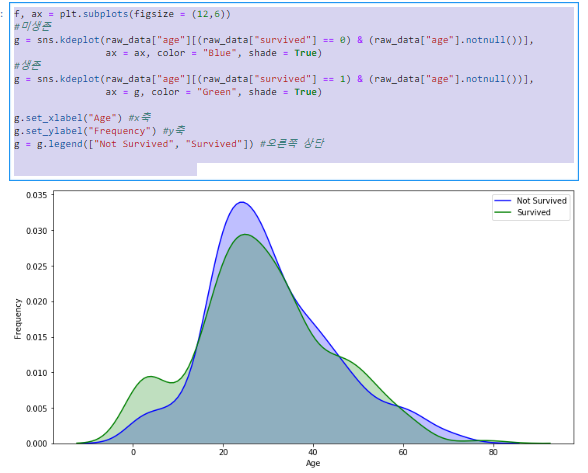 f, ax = plt.subplots(figsize = (12,6))
#미생존
g = sns.kdeplot(raw_data["age"][(raw_data["survived"] == 0) & (raw_data["age"].notnull())],
ax = ax, color = "Blue", shade = True)
#생존
g = sns.kdeplot(raw_data["age"][(raw_data["survived"] == 1) & (raw_data["age"].notnull())],
ax = g, color = "Green", shade = True)
g.set_xlabel("Age") #x축
g.set_ylabel("Frequency") #y축
g = g.legend(["Not Survived", "Survived"]) #오른쪽 상단
Not Survived
Survived
0.035
0.030
0.025
0.020
0.015
0.010
0.005
0.000
Frequency
0 20 40 60 80
Age